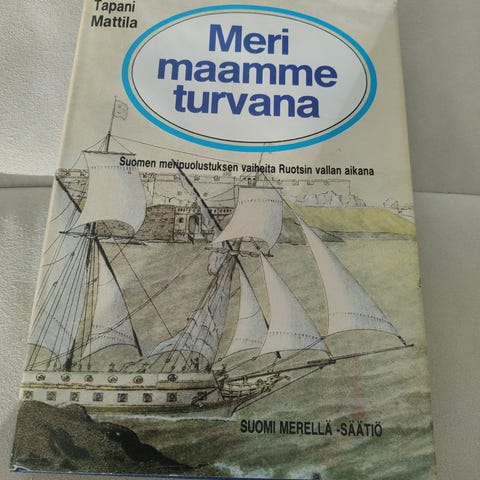 Tapani
Mattila
Meri
maamme
turvana
Suomen meripuolustuksen vaiheita Ruotsin vallan aikana
SUOMI MERELLÄ -SÄÄTIÖ